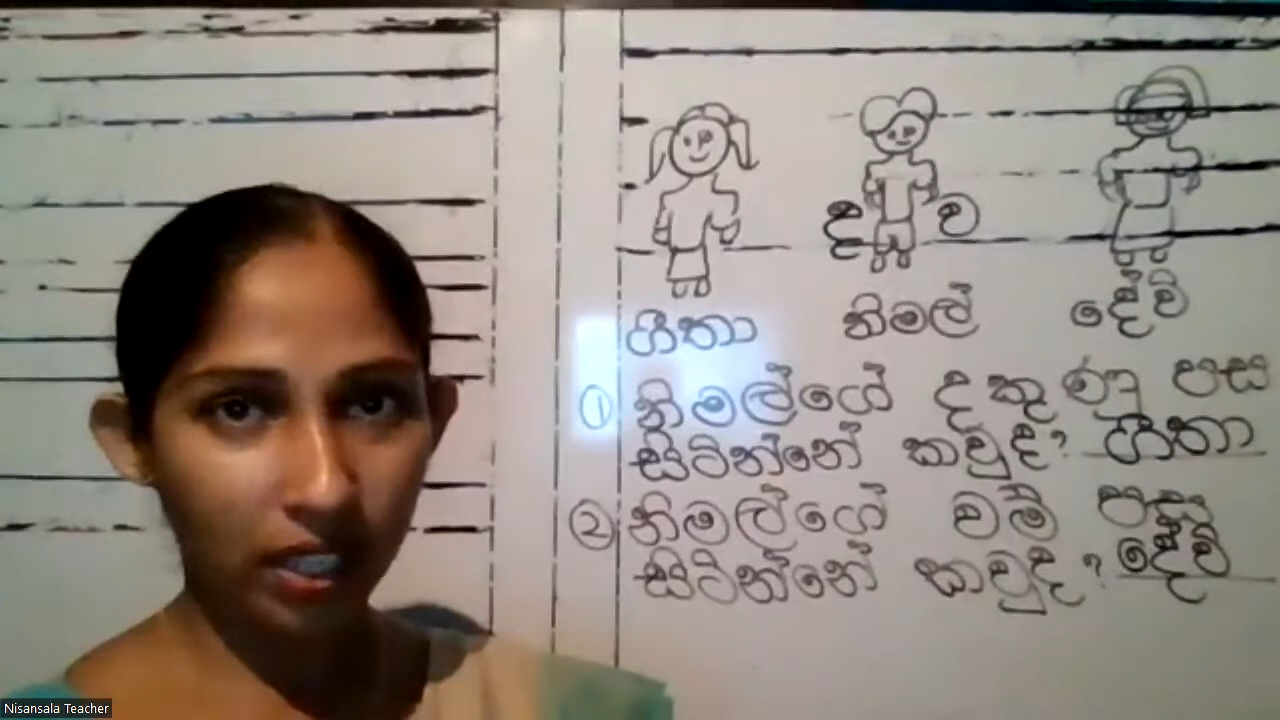 ද ව
ගීතා නිමල් දේවි
① නිමල්ගේ දකුණු පස
සිටින්නේ කවුද? ගීතා
② නිමල්ගේ වම් පස
සිටින්නේ කවුද? දේවි
Nisansala Teacher